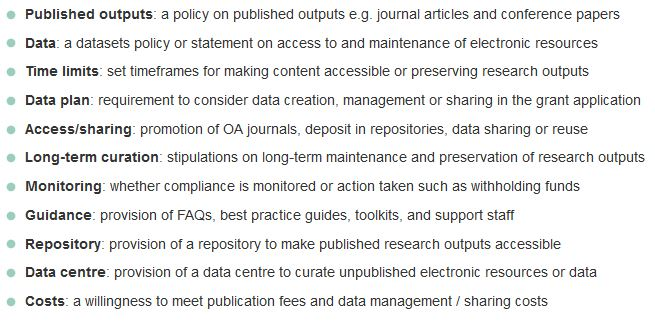 Published outputs: a policy on published outputs e.g. journal articles and conference papers
Data: a datasets policy or statement on access to and maintenance of electronic resources
Time limits: set timeframes for making content accessible or preserving research outputs
Data plan: requirement to consider data creation, management or sharing in the grant application
Access/sharing: promotion of OA journals, deposit in repositories, data sharing or reuse
Long-term curation: stipulations on long-term maintenance and preservation of research outputs
Monitoring: whether compliance is monitored or action taken such as withholding funds
Guidance: provision of FAQs, best practice guides, toolkits, and support staff
Repository: provision of a repository to make published research outputs accessible
Data centre: provision of a data centre to curate unpublished electronic resources or data
Costs: a willingness to meet publication fees and data management / sharing costs